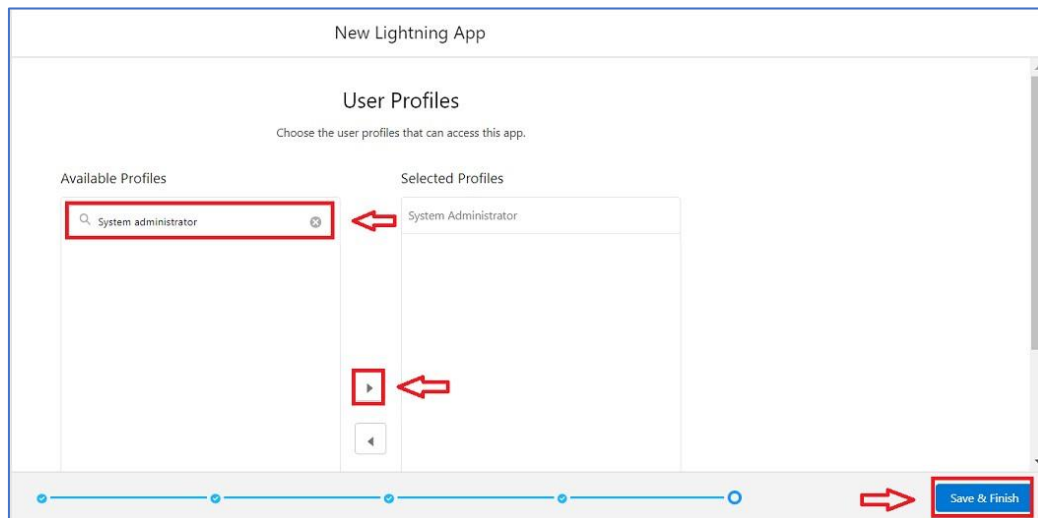 New Lightning App
User Profiles
Choose the user profiles that can access this app.
Available Profiles
Selected Profiles
System administrator
System Administrator
Save & Finish